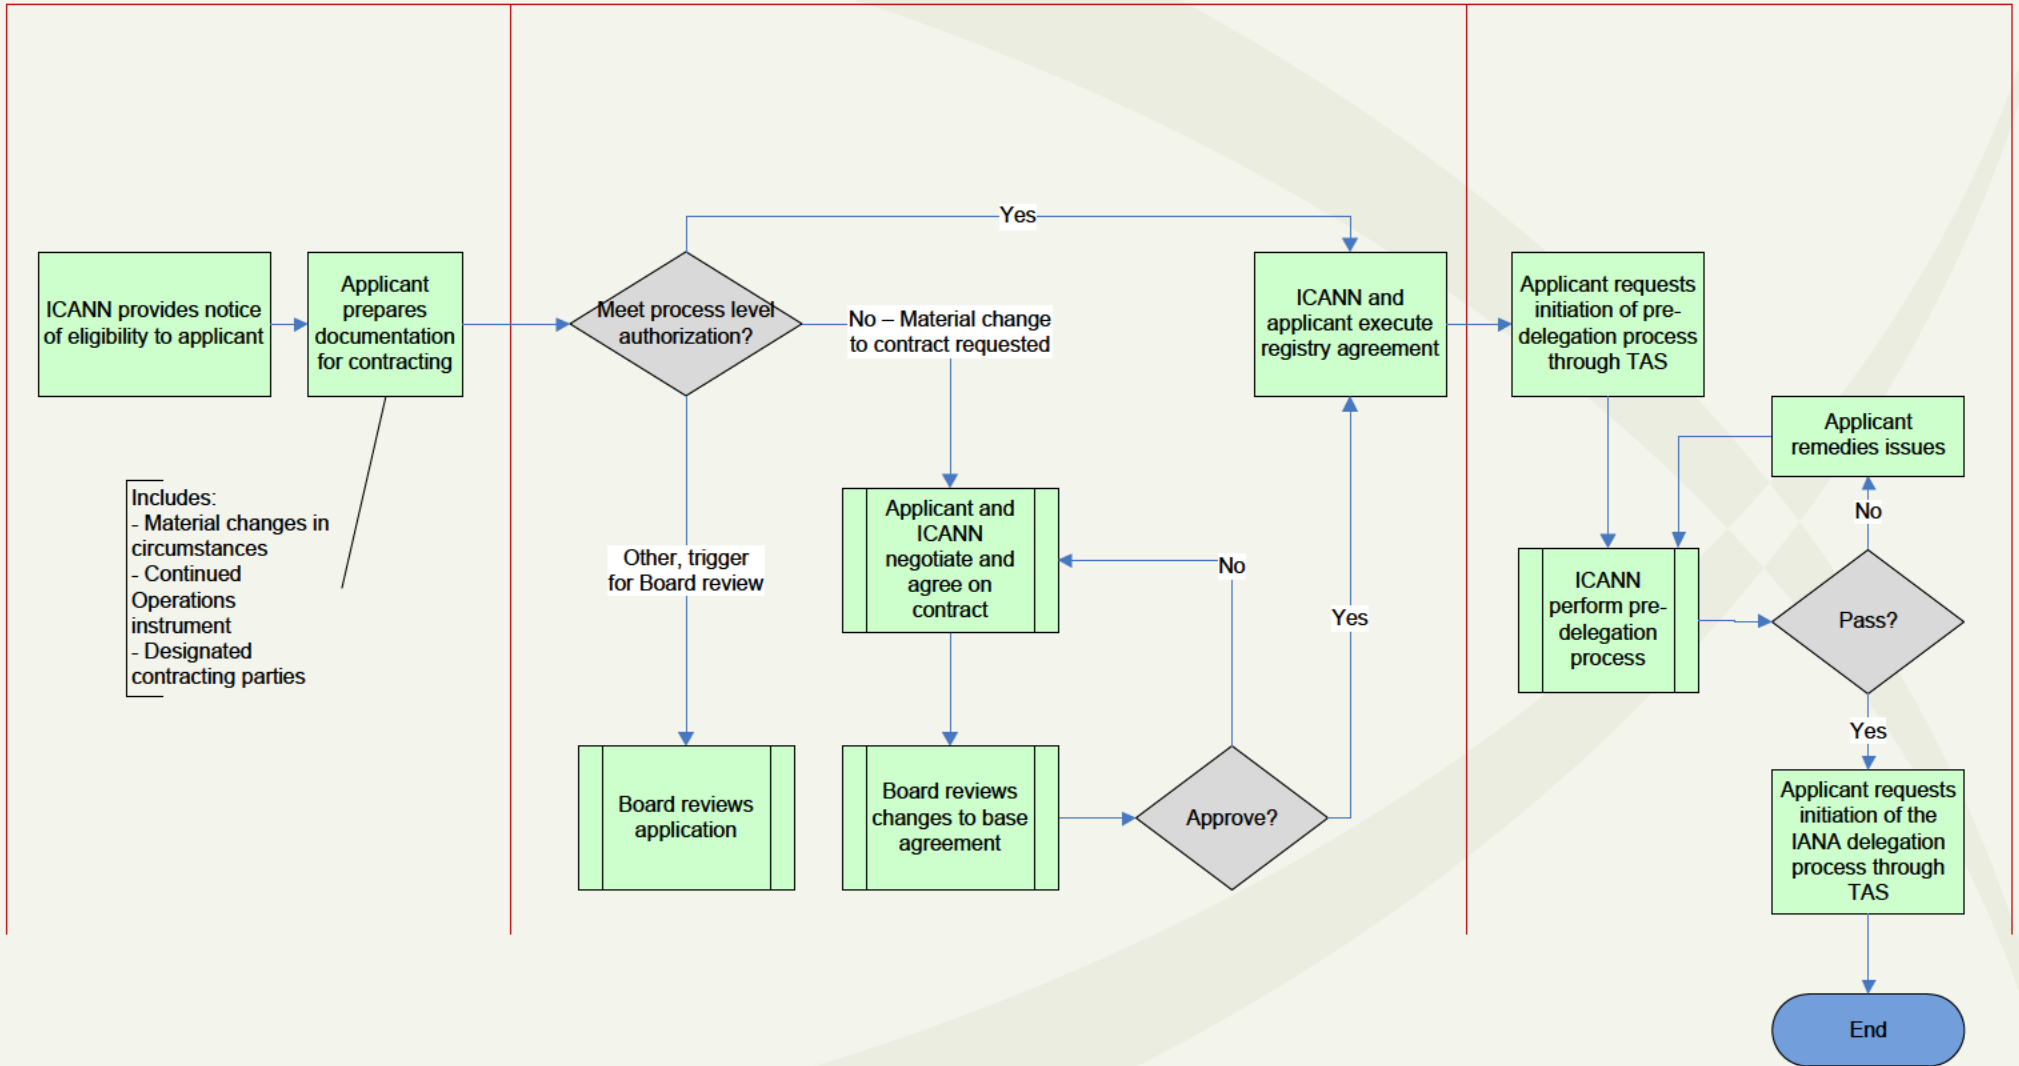 ICANN provides notice
of eligibility to applicant
Applicant
prepares
documentation
for contracting
Includes:
- Material changes in
circumstances
- Continued
Operations
instrument
- Designated
contracting parties
Meet process level
authorization?
Yes
No – Material change
to contract requested
Other, trigger
for Board review
Board reviews
application
Applicant and
ICANN
negotiate and
agree on
contract
Board reviews
changes to base
agreement
Approve?
No
Yes
ICANN and
applicant execute
registry agreement
Applicant requests
initiation of pre-
delegation process
through TAS
ICANN
perform pre-
delegation
process
Pass?
No
Applicant
remedies issues
Yes
Applicant requests
initiation of the
IANA delegation
process through
TAS
End